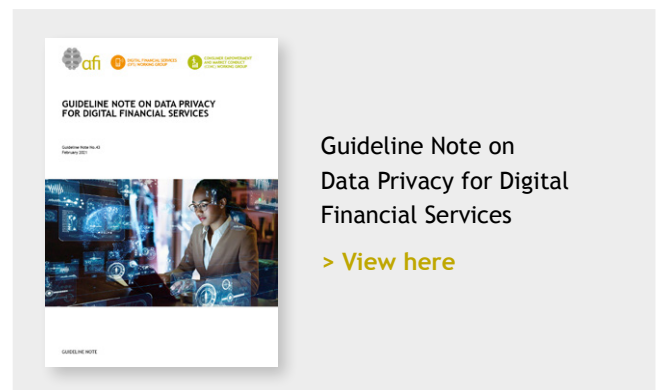 afi
DIGITAL FINANCIAL SERVICES
(DFS) WORKING GROUP
CONSUMER EMPOWERMENT
AND MARKET CONDUCT
(CEMC) WORKING GROUP
GUIDELINE NOTE ON DATA PRIVACY
FOR DIGITAL FINANCIAL SERVICES
Guideline Note No.43
February 2021
GUIDELINE NOTE
Guideline Note on
Data Privacy for Digital
Financial Services
> View here